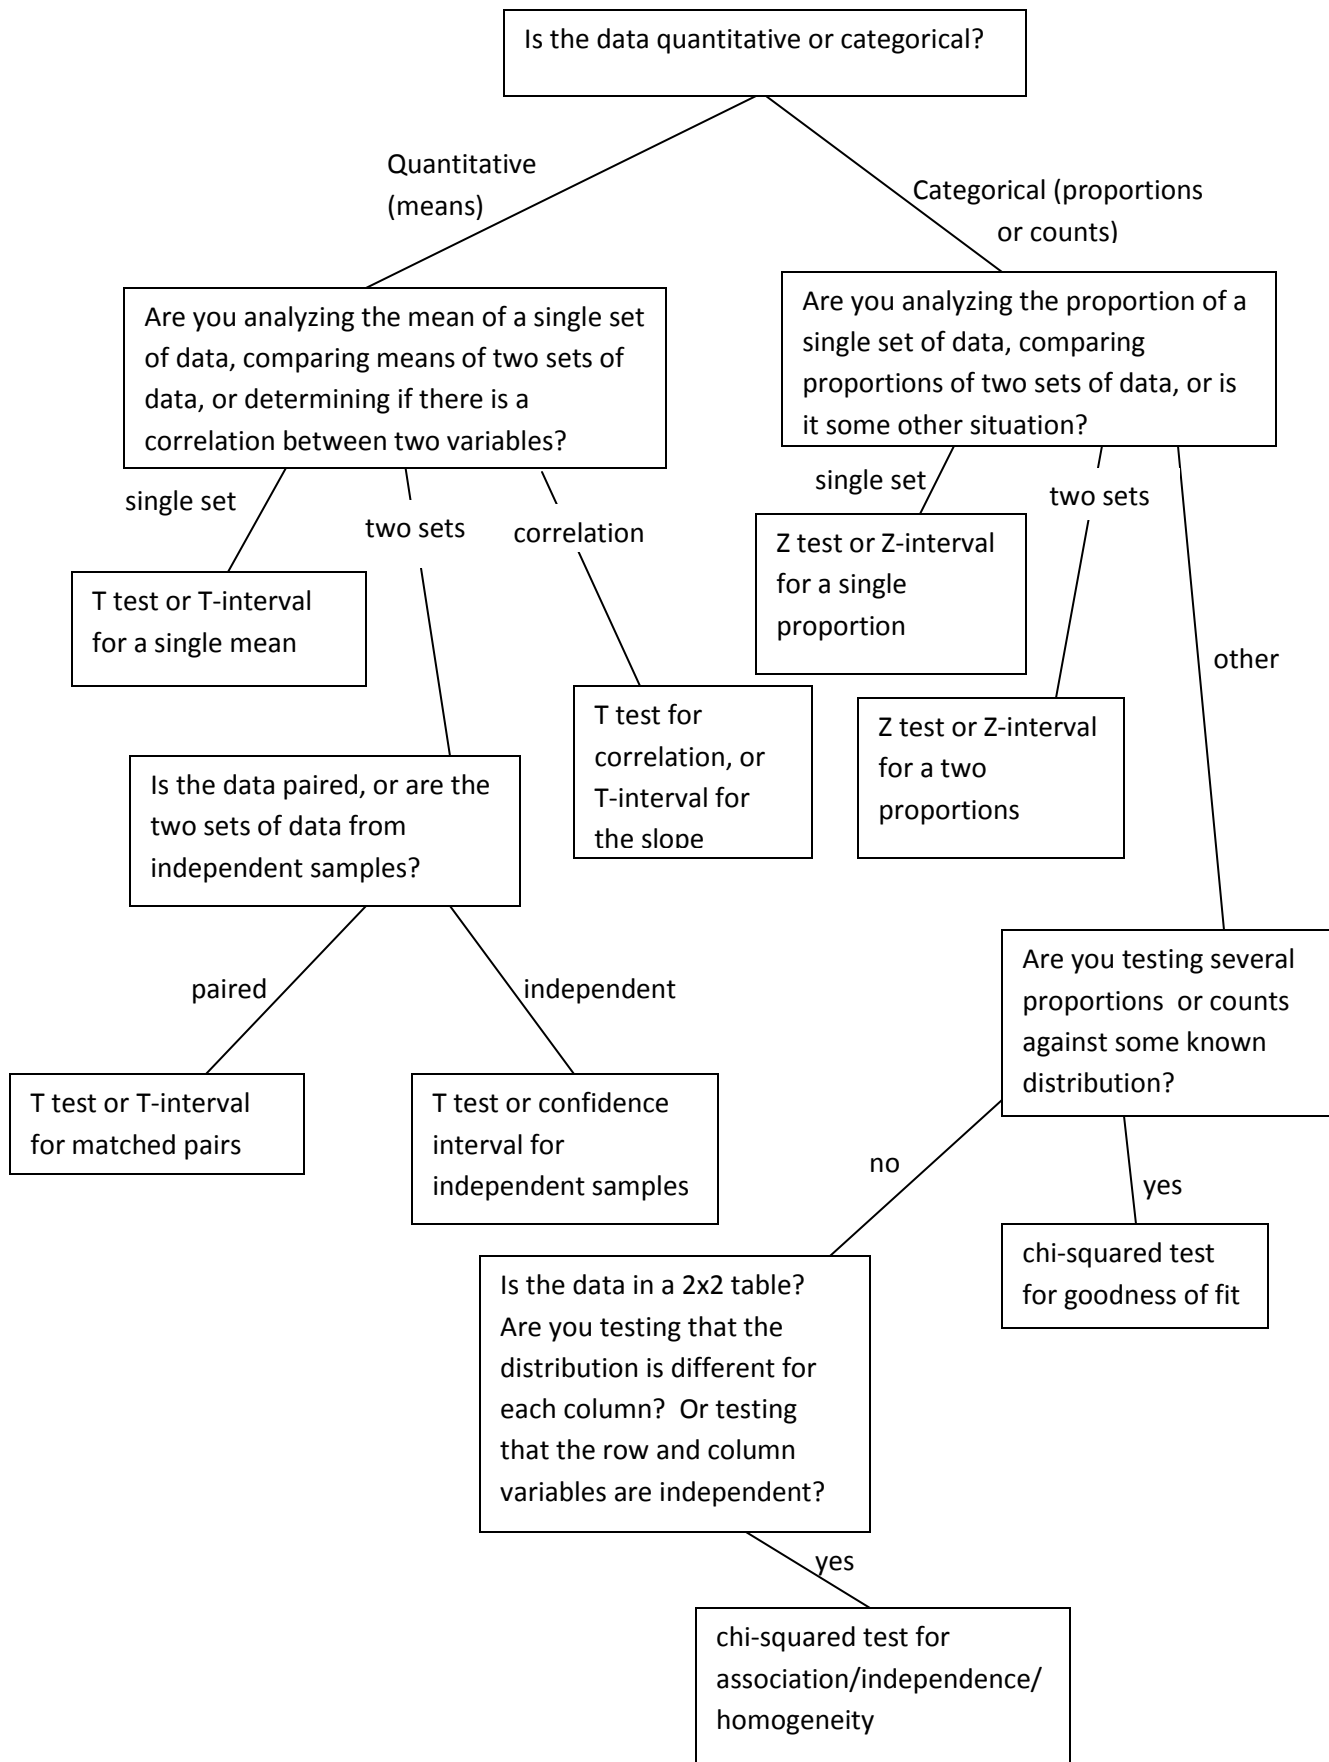 Is the data quantitative or categorical?
Quantitative
(means)
Categorical (proportions
or counts)
Are you analyzing the mean of a single set
of data, comparing means of two sets of
data, or determining if there is a
correlation between two variables?
Are you analyzing the proportion of a
single set of data, comparing
proportions of two sets of data, or is
it some other situation?
single set
two sets
correlation
single set
two sets
other
T test or T-interval
for a single mean
Z test or Z-interval
for a single
proportion
T test for
correlation, or
T-interval for
the slope
Z test or Z-interval
for a two
proportions
Is the data paired, or are the
two sets of data from
independent samples?
paired
independent
Are you testing several
proportions  or counts
against some known
distribution?
T test or T-interval
for matched pairs
T test or confidence
interval for
independent samples
no
yes
chi-squared test
for goodness of fit
Is the data in a 2x2 table?
Are you testing that the
distribution is different for
each column?  Or testing
that the row and column
variables are independent?
yes
chi-squared test for
association/independence/
homogeneity